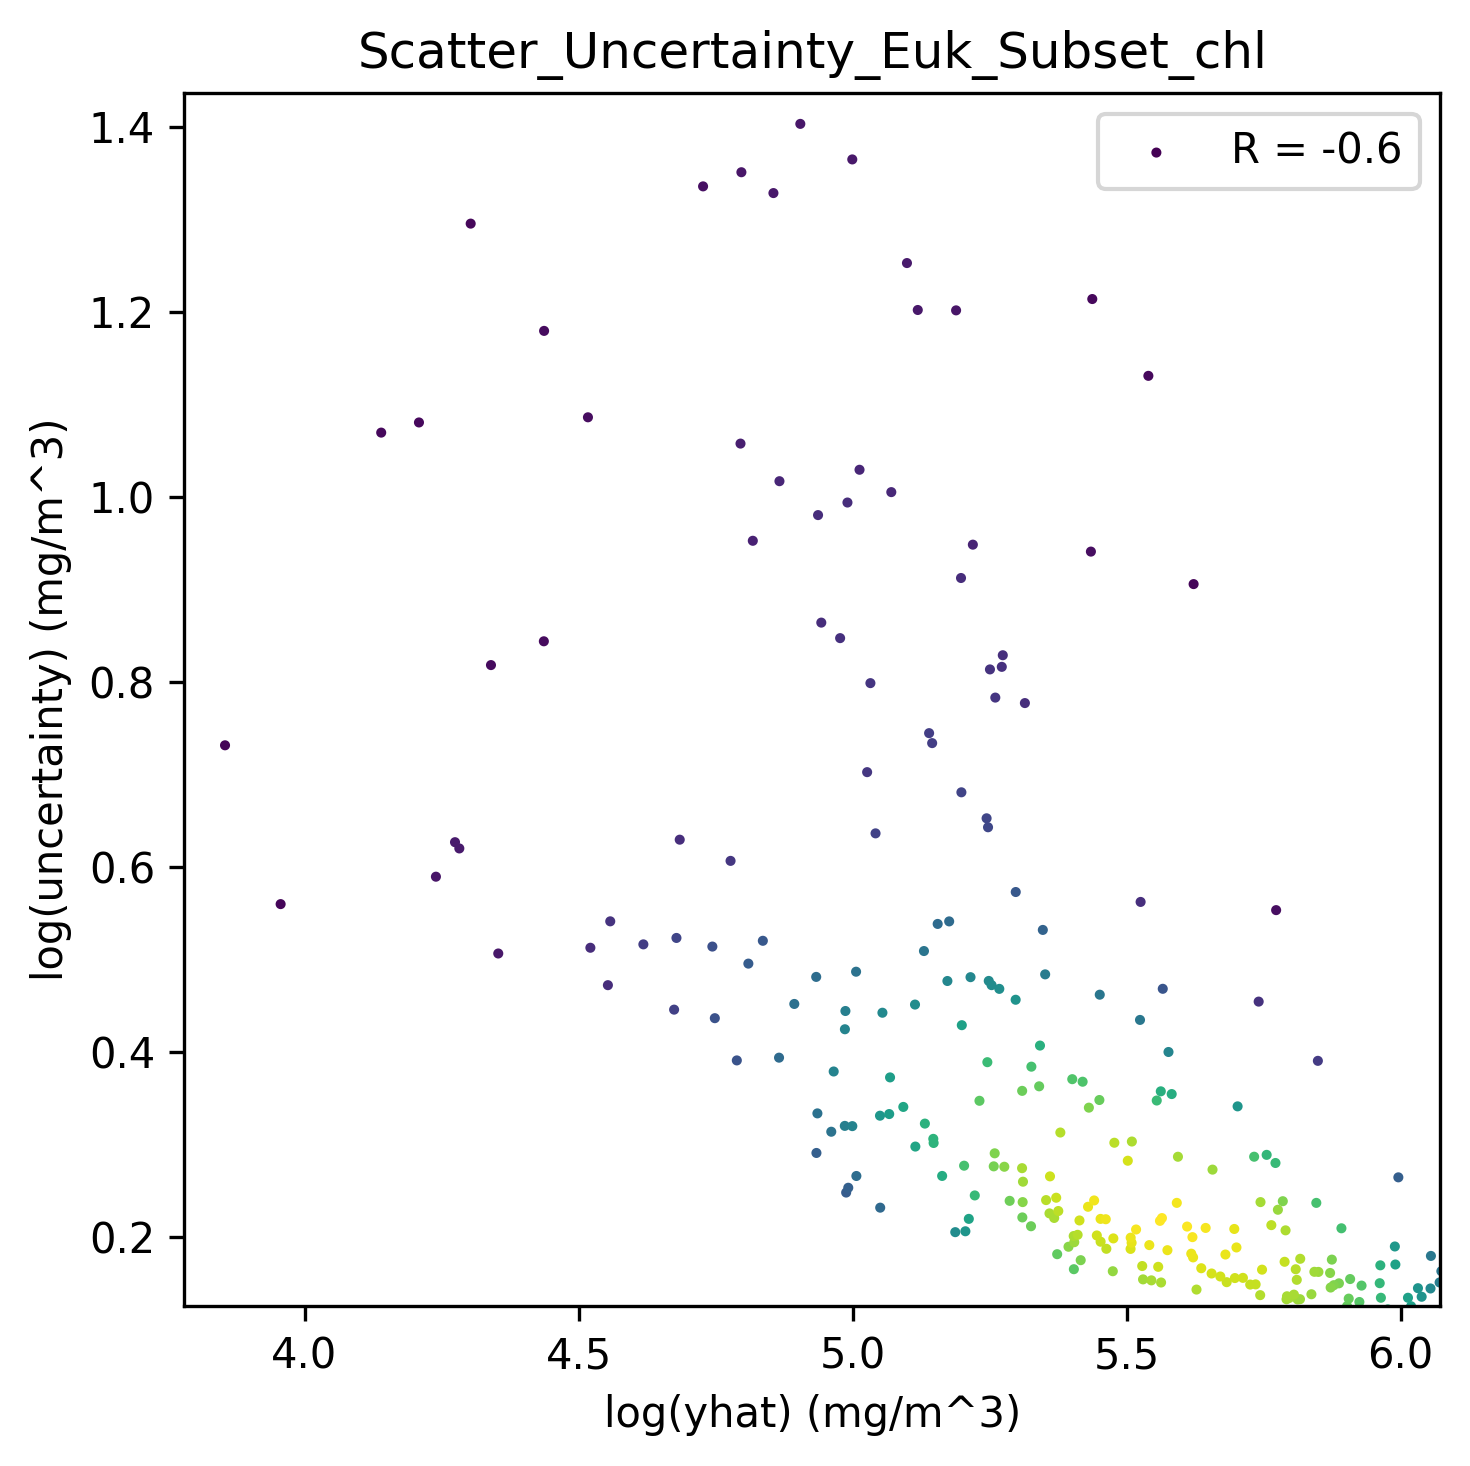 Scatter_Uncertainty_Euk_Subset_chl
R = -0.6
log(uncertainty) (mg/m^3)
1.4
1.2
1.0
0.8
0.6
0.4
0.2
4.0 4.5 5.0 5.5 6.0
log(yhat) (mg/m^3)